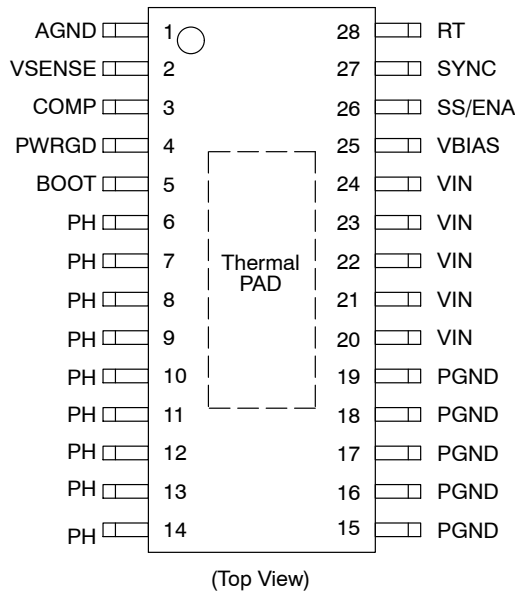 AGND 1 28 RT
VSENSE 2 27 SYNC
COMP 3 26 SS/ENA
PWRGD 4 25 VBIAS
BOOT 5 24 VIN
PH 6 23 VIN
PH 7 22 VIN
PH 8 21 VIN
PH 9 20 VIN
PH 10 19 PGND
PH 11 18 PGND
PH 12 17 PGND
PH 13 16 PGND
PH 14 15 PGND
Thermal
PAD
(Top View)